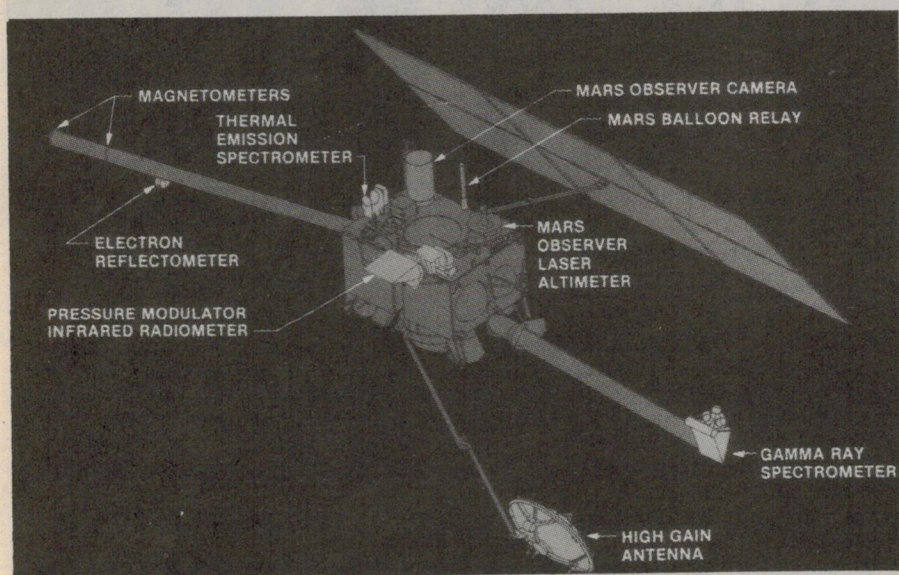 MAGNETOMETERS
THERMAL
EMISSION
SPECTROMETER
MARS OBSERVER CAMERA
MARS BALLOON RELAY
ELECTRON
REFLECTOMETER
MARS
OBSERVER
LASER
ALTIMETER
PRESSURE MODULATOR
INFRARED RADIOMETER
GAMMA RAY
SPECTROMETER
HIGH GAIN
ANTENNA